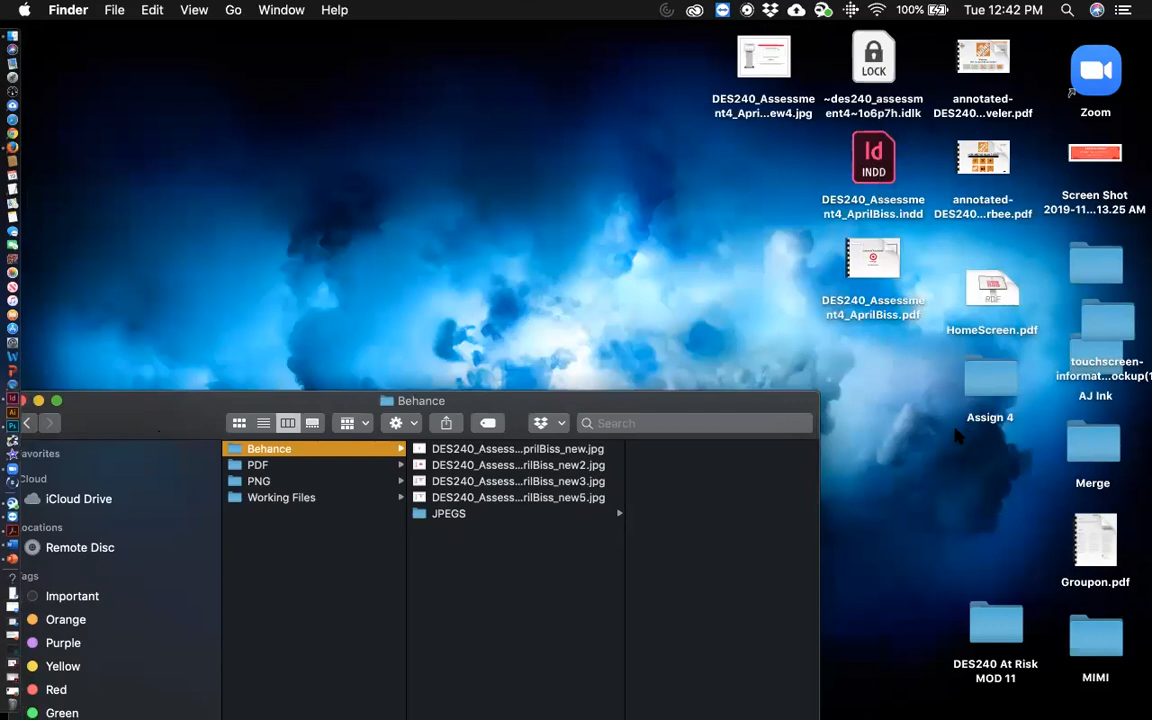 Finder File Edit View Go Window Help 100% Tue 12:42 PM
DES240_Assessme
nt4_Apri...ew4.jpg
LOCK
~des240_assessm
ent4~1o6p7h.idlk
annotated-
DES240...veler.pdf
Zoom
Id
INDD
DES240_Assessme
nt4_AprilBiss.indd
annotated-
DES240...rbee.pdf
Screen Shot
2019-11...13.25 AM
DES240_Assessme
nt4_AprilBiss.pdf
PDF
HomeScreen.pdf
touchscreen-
informat...ockup(1
AJ Ink
Assign 4
Merge
Groupon.pdf
DES240 At Risk
MOD 11
MIMI
Behance
Search
avorites
Cloud
iCloud Drive
ocations
Remote Disc
ags
Important
Orange
Purple
Yellow
Red
Green
Behance
PDF
PNG
Working Files
DES240_Assess...prilBiss_new.jpg
DES240_Assess...rilBiss_new2.jpg
DES240_Assess...rilBiss_new3.jpg
DES240_Assess...rilBiss_new5.jpg
JPEGS